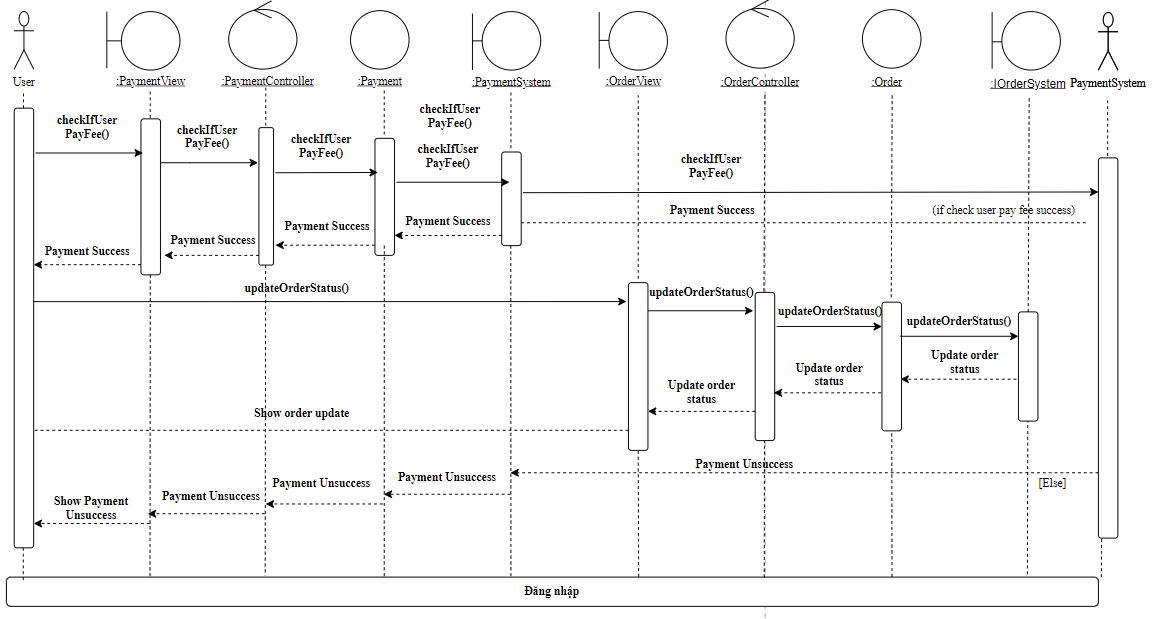 User
:PaymentView
:PaymentController
:Payment
:PaymentSystem
:OrderView
:OrderController
:Order
:IOrderSystem
PaymentSystem
checkIfUser
PayFee()
checkIfUser
PayFee()
checkIfUser
PayFee()
checkIfUser
PayFee()
checkIfUser
PayFee()
checkIfUser
PayFee()
Payment Success
(if check user pay fee success)
Payment Success
Payment Success
Payment Success
Payment Success
updateOrderStatus()
updateOrderStatus()
updateOrderStatus()
updateOrderStatus()
Update order
status
Update order
status
Update order
status
Show order update
Payment Unsuccess
[Else]
Payment Unsuccess
Payment Unsuccess
Payment Unsuccess
Show Payment
Unsuccess
Đăng nhập